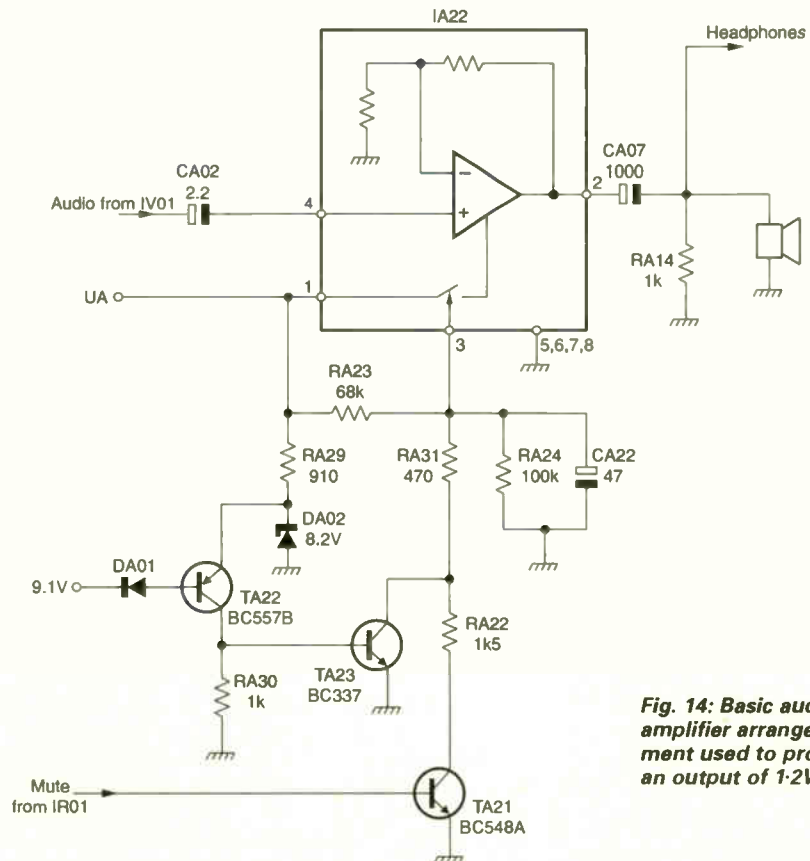 IA22
Headphones
CA02
2.2
Audio from IV01
4
2
CA07
1000
RA14
1k
UA
1
3
5,6,7,8
RA23
68k
RA29
910
RA31
470
RA24
100k
CA22
47
DA02
8.2V
DA01
9.1V
TA22
BC557B
RA22
1k5
TA23
BC337
RA30
1k
Mute
from IR01
TA21
BC548A
Fig. 14: Basic aud
amplifier arrange
ment used to pro
an output of 1·2V